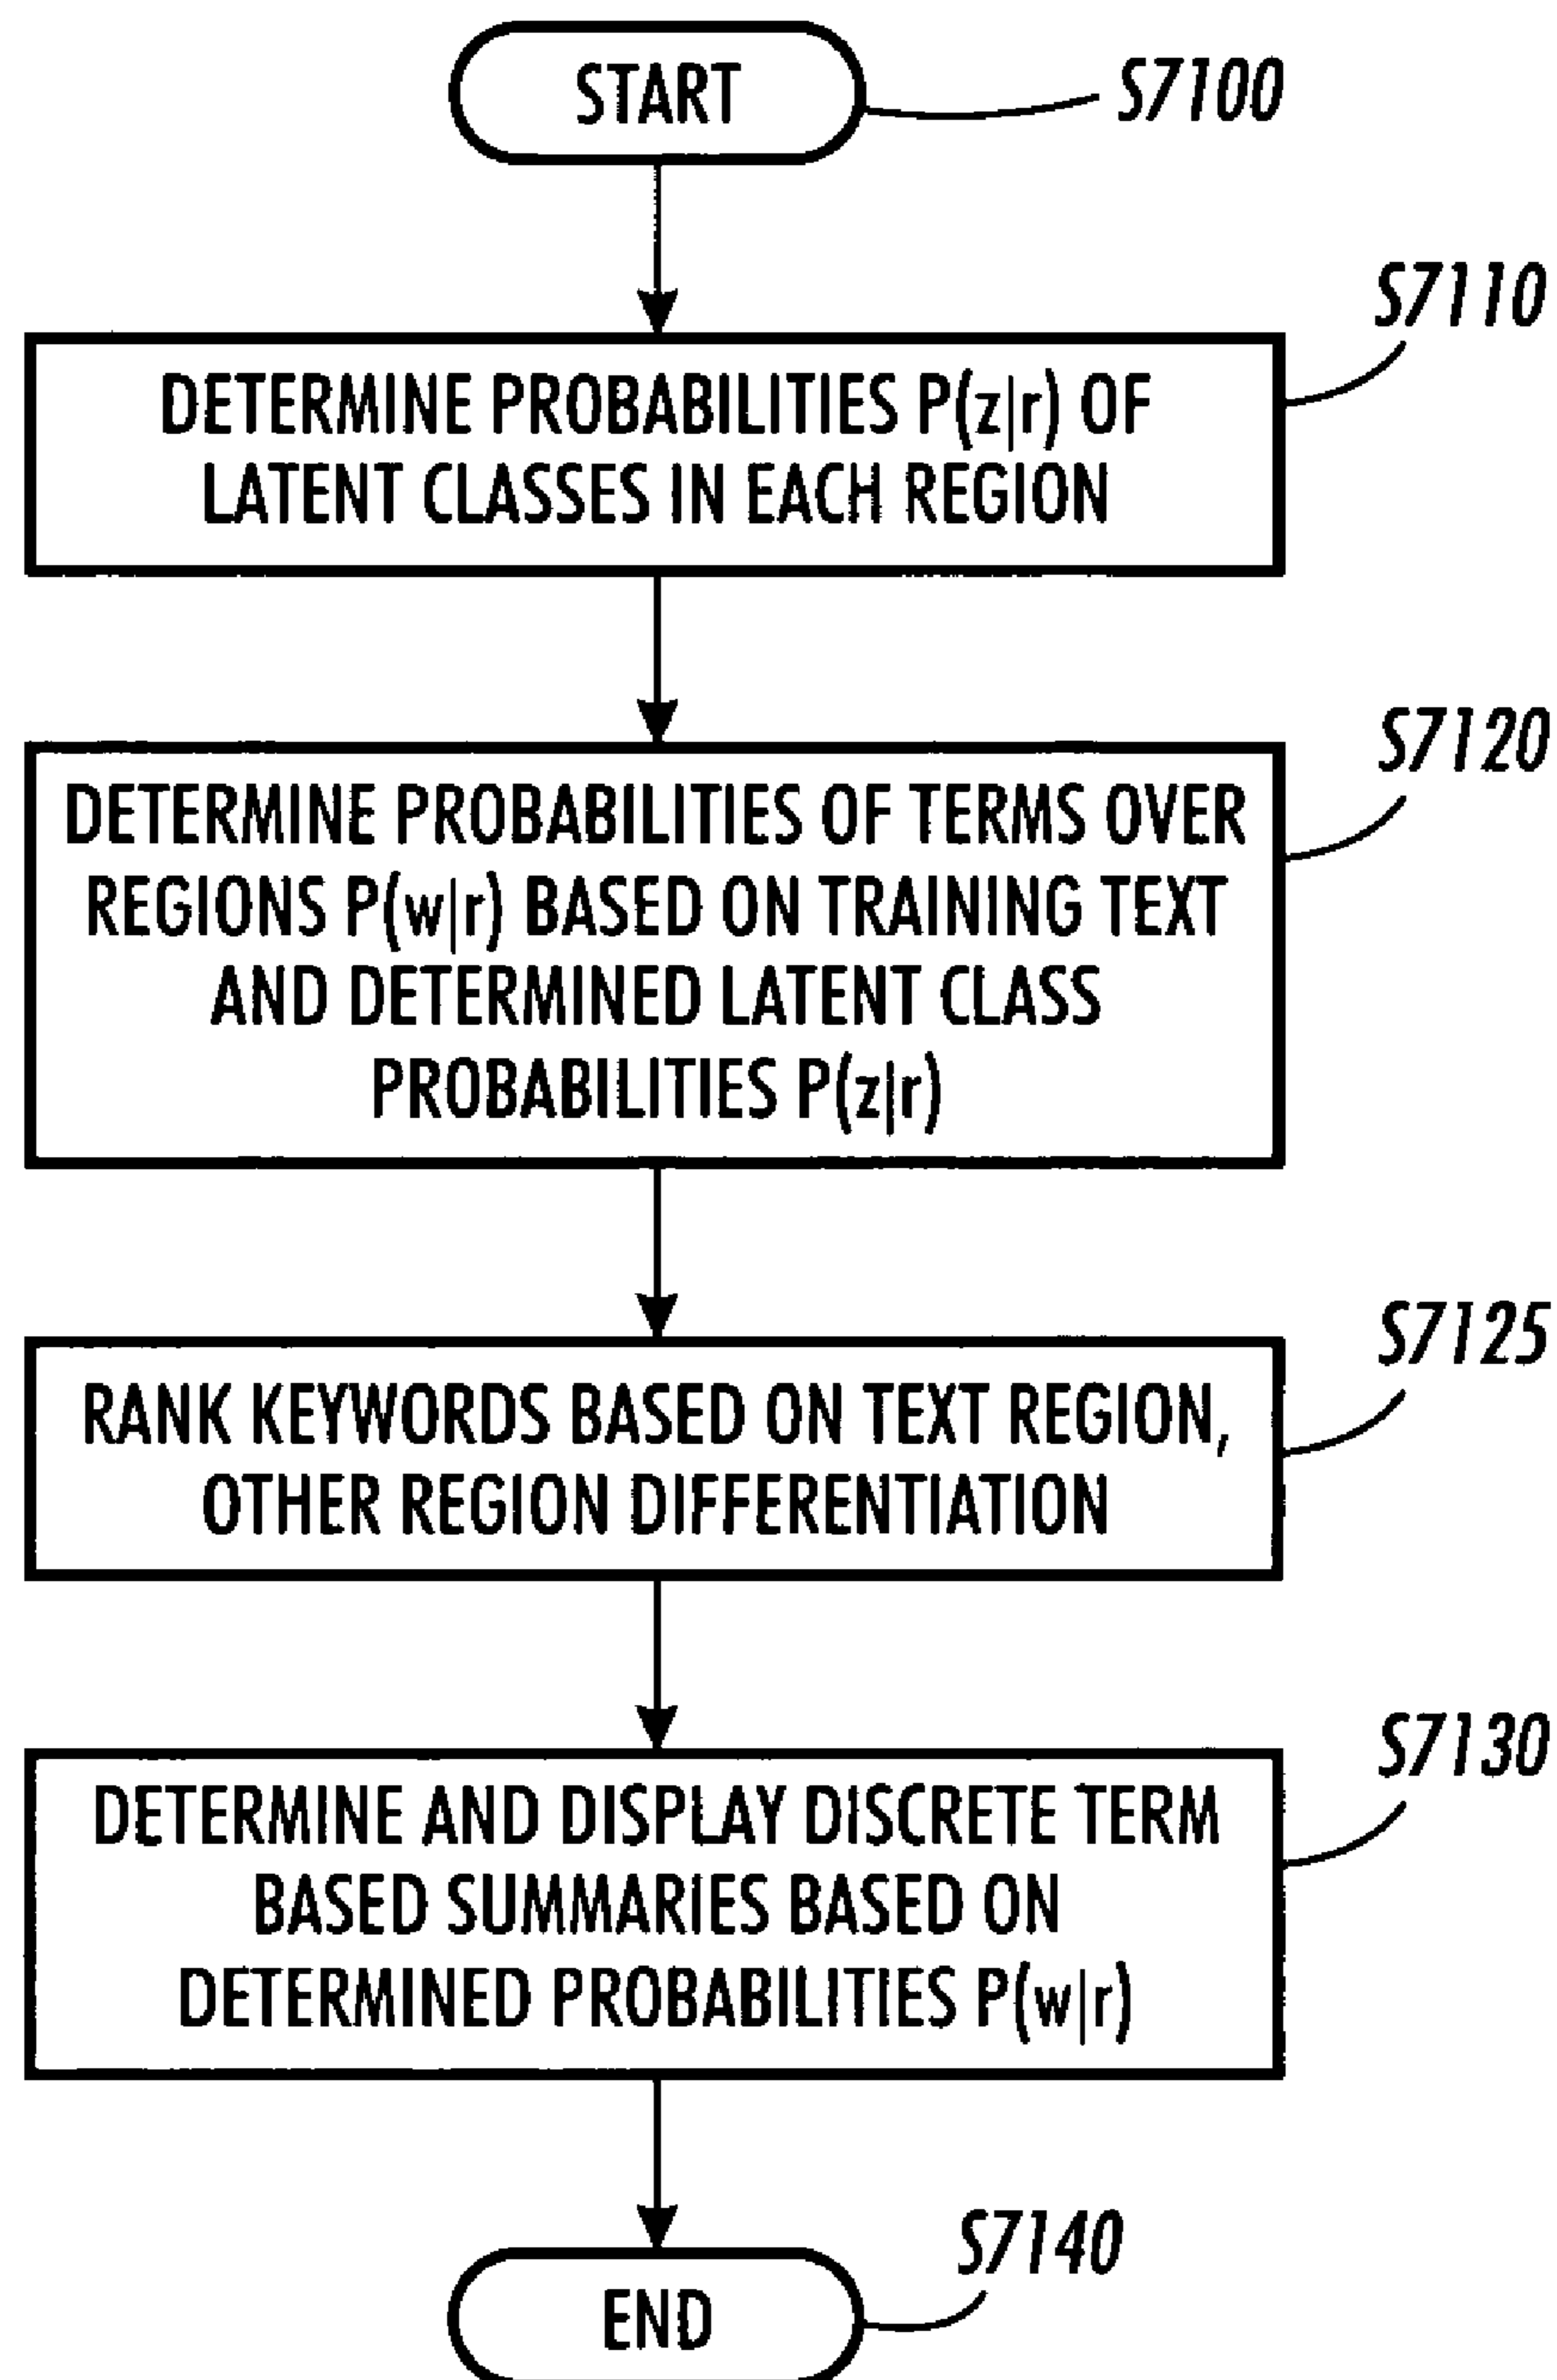 START
S7100
S7110
DETERMINE PROBABILITIES P(z|r) OF
LATENT CLASSES IN EACH REGION
S7120
DETERMINE PROBABILITIES OF TERMS OVER
REGIONS P(w|r) BASED ON TRAINING TEXT
AND DETERMINED LATENT CLASS
PROBABILITIES P(z|r)
S7125
RANK KEYWORDS BASED ON TEXT REGION,
OTHER REGION DIFFERENTIATION
S7130
DETERMINE AND DISPLAY DISCRETE TERM
BASED SUMMARIES BASED ON
DETERMINED PROBABILITIES P(w|r)
S7140
END